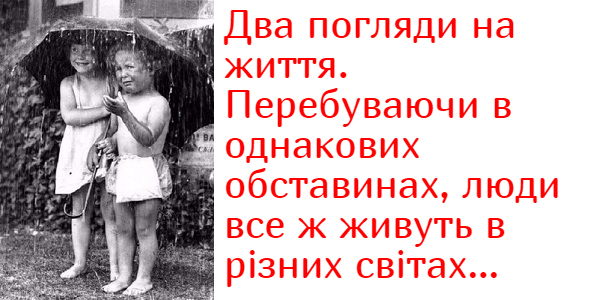 Два погляди на
життя.
Перебуваючи в
однакових
обставинах, люди
все ж живуть в
різних світах...